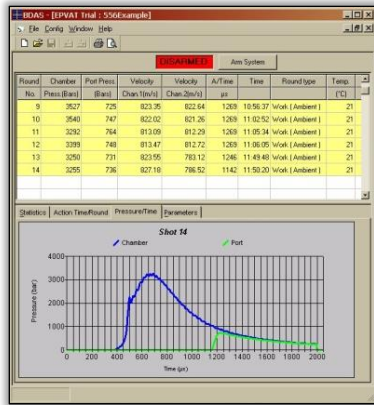 BDAS - [EPVAT Trial : 556Example]
File Config Window Help
DISARMED Arm System
Round Chamber Port Press. Velocity Velocity A/Time Time Round type Temp.
No. Press (Bars) (Bars) Chan.1(m/s) Chan.2(m/s) µs (°C)
9 3527 725 823.35 822.64 1269 10:56:37 Work ( Ambient ) 21
10 3540 747 822.02 821.26 1269 11:02:52 Work ( Ambient ) 21
11 3292 764 813.09 812.29 1268 11:05:34 Work ( Ambient ) 21
12 3399 748 813.47 812.72 1269 11:06:05 Work ( Ambient ) 21
13 3250 731 823.55 783.12 1246 11:49:48 Work ( Ambient ) 21
14 3255 736 827.18 786.52 1142 11:50:20 Work ( Ambient ) 21
Statistics Action Time/Round Pressure/Time Parameters
Shot 14
Chamber Port
Pressure (bar)
4000
3000
2000
1000
0
0 200 400 600 800 1000 1200 1400 1600 1800 2000
Time (µs)